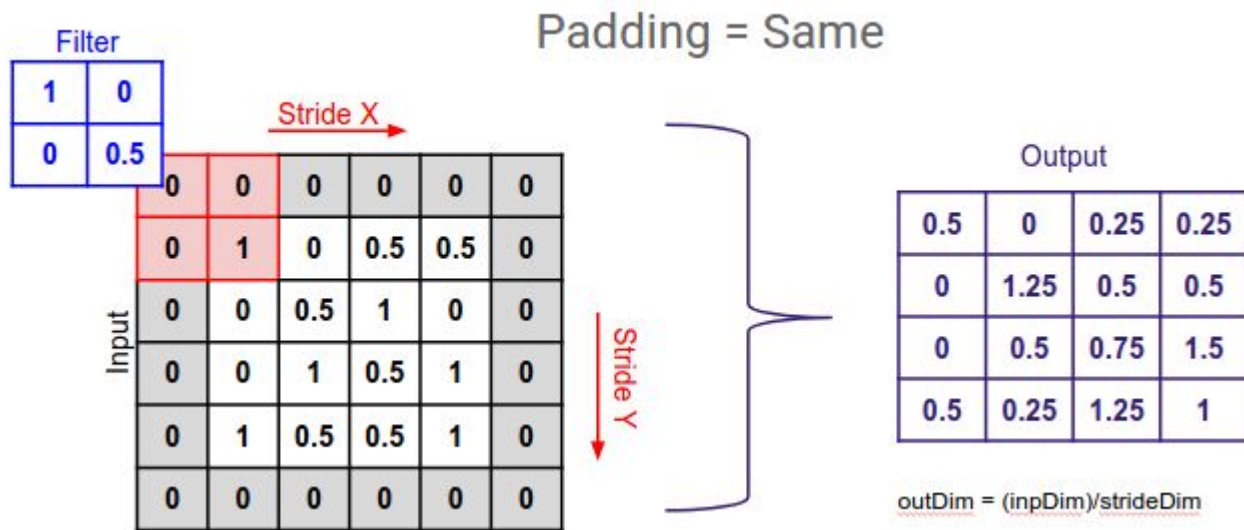 Padding = Same
Filter
1 0
0 0.5
Stride X
0 0 0 0 0 0
0 1 0 0.5 0.5 0
0 0 0.5 1 0 0
0 0 1 0.5 1 0
0 1 0.5 0.5 1 0
0 0 0 0 0 0
Input
Stride Y
Output
0.5 0 0.25 0.25
0 1.25 0.5 0.5
0 0.5 0.75 1.5
0.5 0.25 1.25 1
outDim = (inpDim)/strideDim